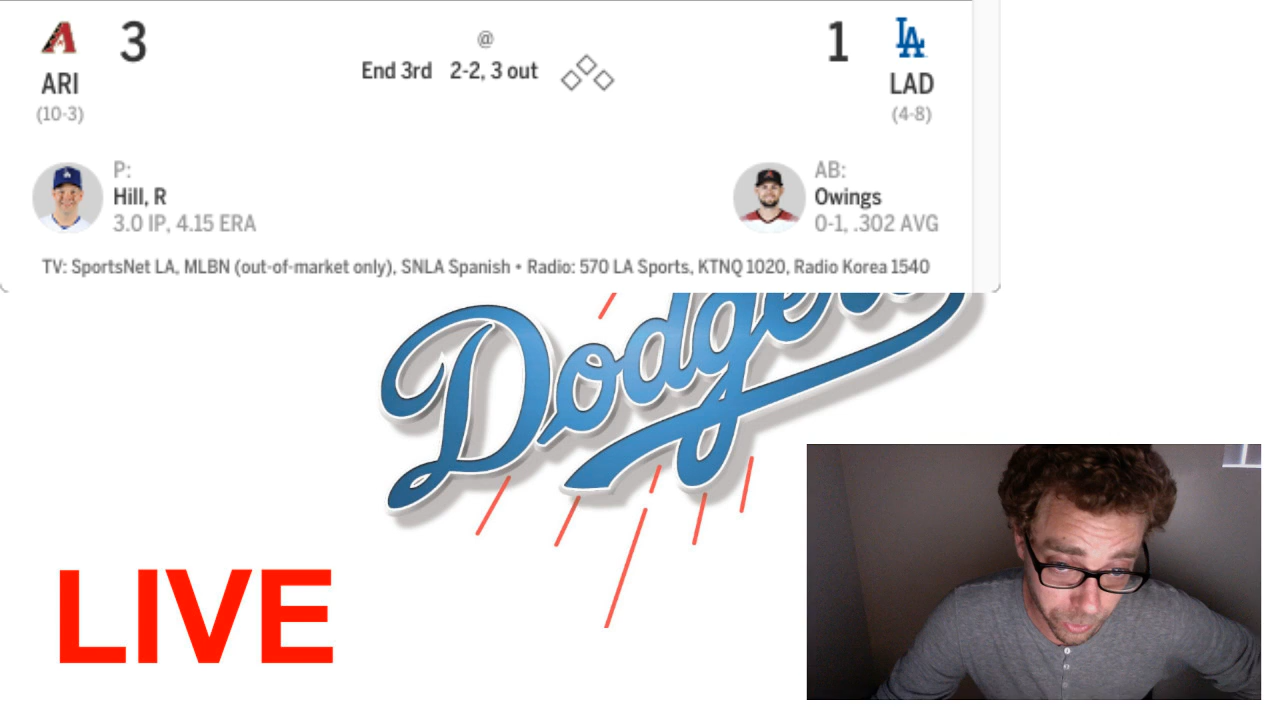 3 @ 1
End 3rd 2-2, 3 out
ARI LAD
(10-3) (4-8)
P: AB:
Hill, R Owings
3.0 IP, 4.15 ERA 0-1, .302 AVG
TV: SportsNet LA, MLBN (out-of-market only), SNLA Spanish • Radio: 570 LA Sports, KTNQ 1020, Radio Korea 1540
Dodgers
LIVE